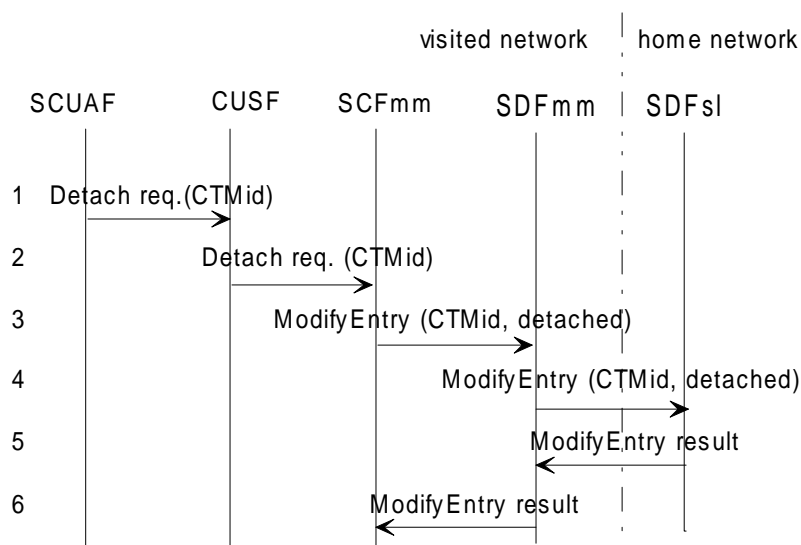 visited network home network
SCUAF CUSF SCFmm SDFmm SDFsl
1 Detach req.(CTMid)
2 Detach req. (CTMid)
3 ModifyEntry (CTMid, detached)
4 ModifyEntry (CTMid, detached)
5 ModifyEntry result
6 ModifyEntry result